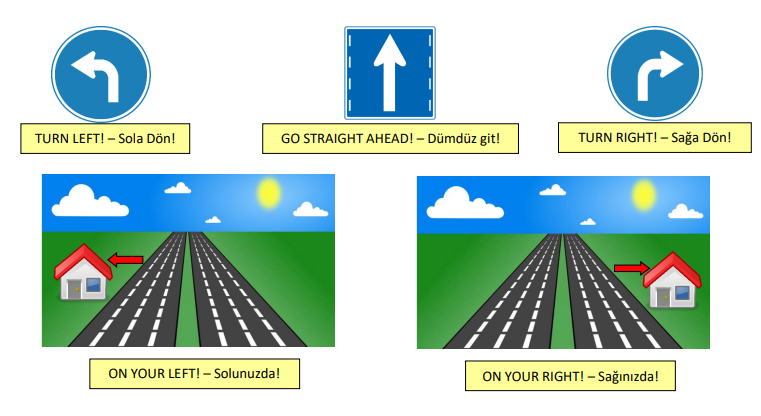 TURN LEFT! – Sola Dön!
GO STRAIGHT AHEAD! – Dümdüz git!
TURN RIGHT! – Sağa Dön!
ON YOUR LEFT! – Solunuzda!
ON YOUR RIGHT! – Sağınızda!